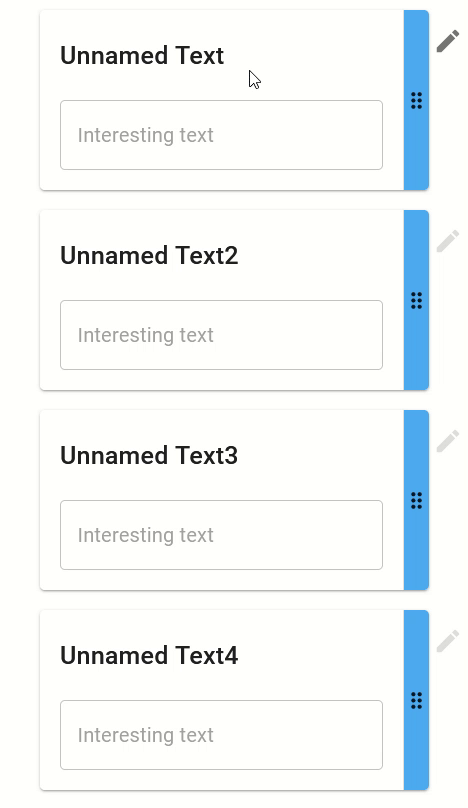 Unnamed Text
Interesting text
Unnamed Text2
Interesting text
Unnamed Text3
Interesting text
Unnamed Text4
Interesting text